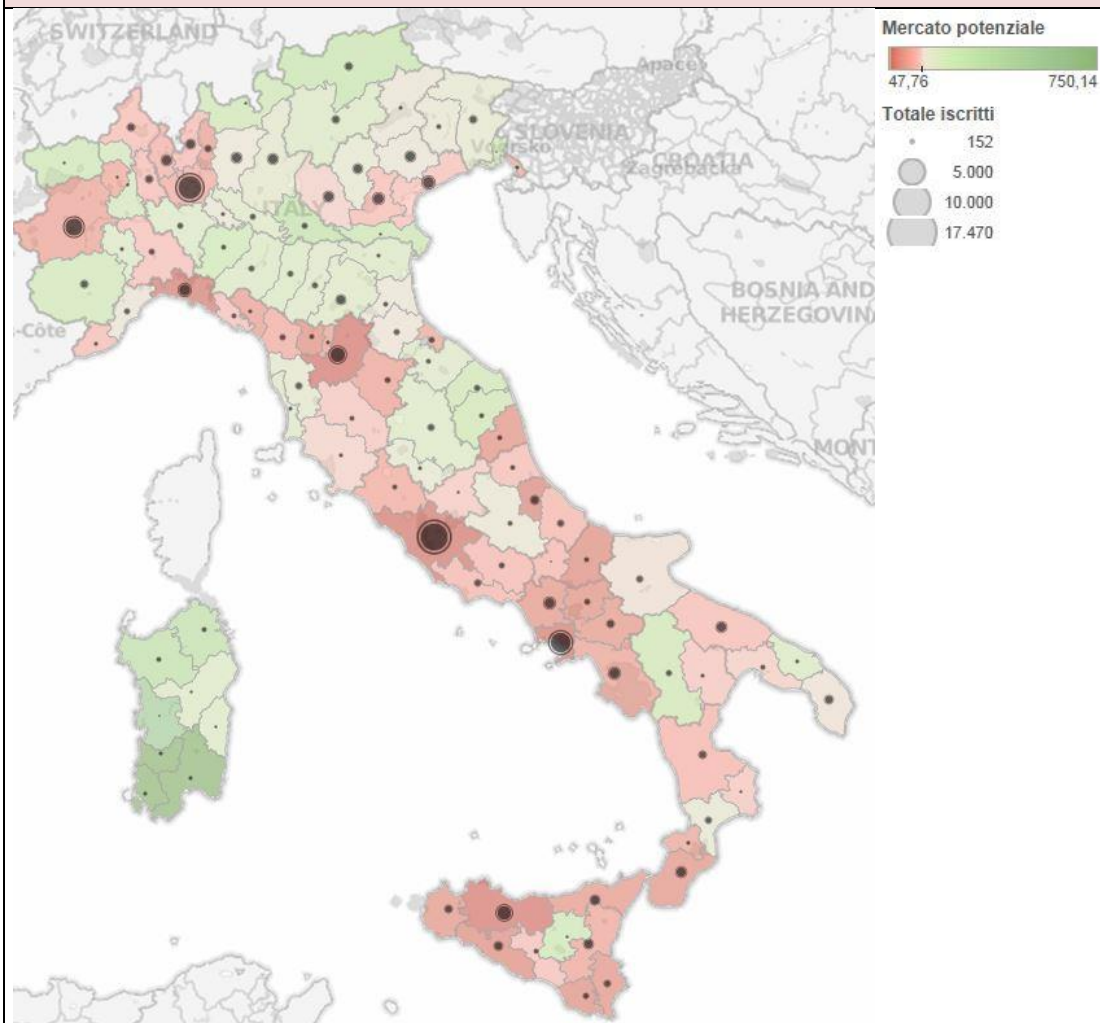 SWITZERLAND
Apace
SLOVENIA
CROATIA
Zagrebačka
ITALY
BOSNIA AND
HERZEGOVINA
-Côte
MONT
Mercato potenziale
47,76 750,14
Totale iscritti
152
5.000
10.000
17.470